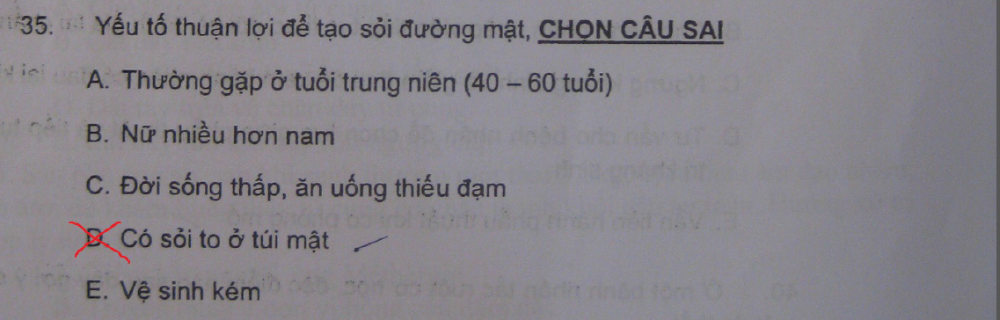 35. Yếu tố thuận lợi để tạo sỏi đường mật, CHỌN CÂU SAI
A. Thường gặp ở tuổi trung niên (40 – 60 tuổi)
B. Nữ nhiều hơn nam
C. Đời sống thấp, ăn uống thiếu đạm
D. Có sỏi to ở túi mật
E. Vệ sinh kém